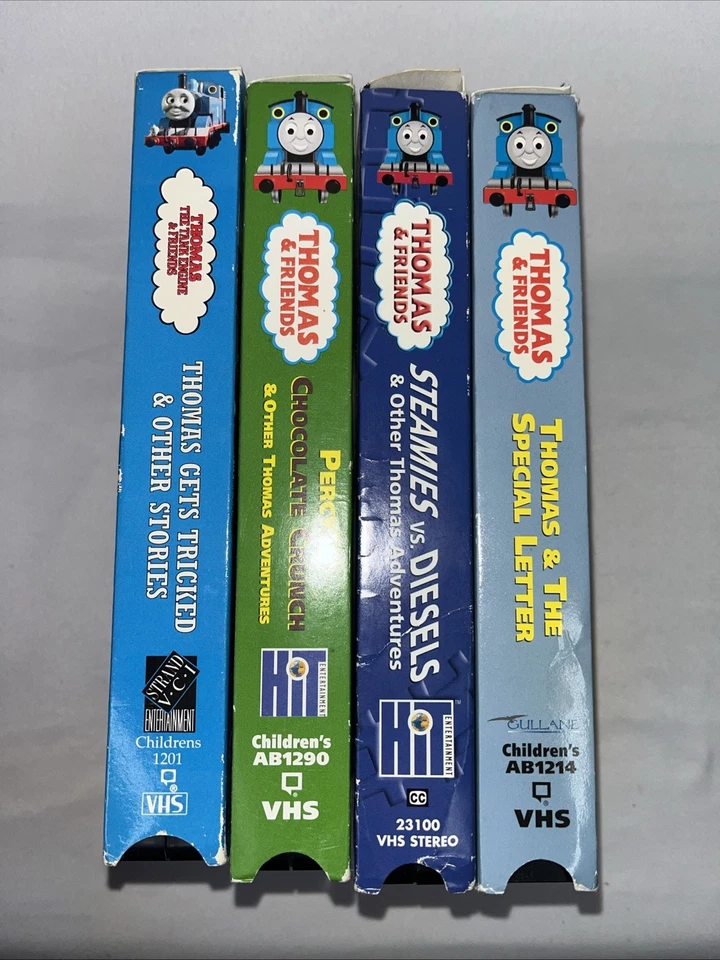 THOMAS
THE TANK ENGINE
& FRIENDS
THOMAS GETS TRICKED
& OTHER STORIES
STRAND
V·C·I
ENTERTAINMENT
Childrens
1201
VHS
THOMAS
& FRIENDS
CHOCOLATE CRUNCH
& OTHER THOMAS ADVENTURES
HiT
ENTERTAINMENT
Children's
AB1290
VHS
THOMAS
& FRIENDS
STEAMIES VS. DIESELS
& Other Thomas Adventures
HiT
ENTERTAINMENT
TM
CC
23100
VHS STEREO
THOMAS
& FRIENDS
THOMAS & THE
SPECIAL LETTER
GULLANE
Children's
AB1214
VHS